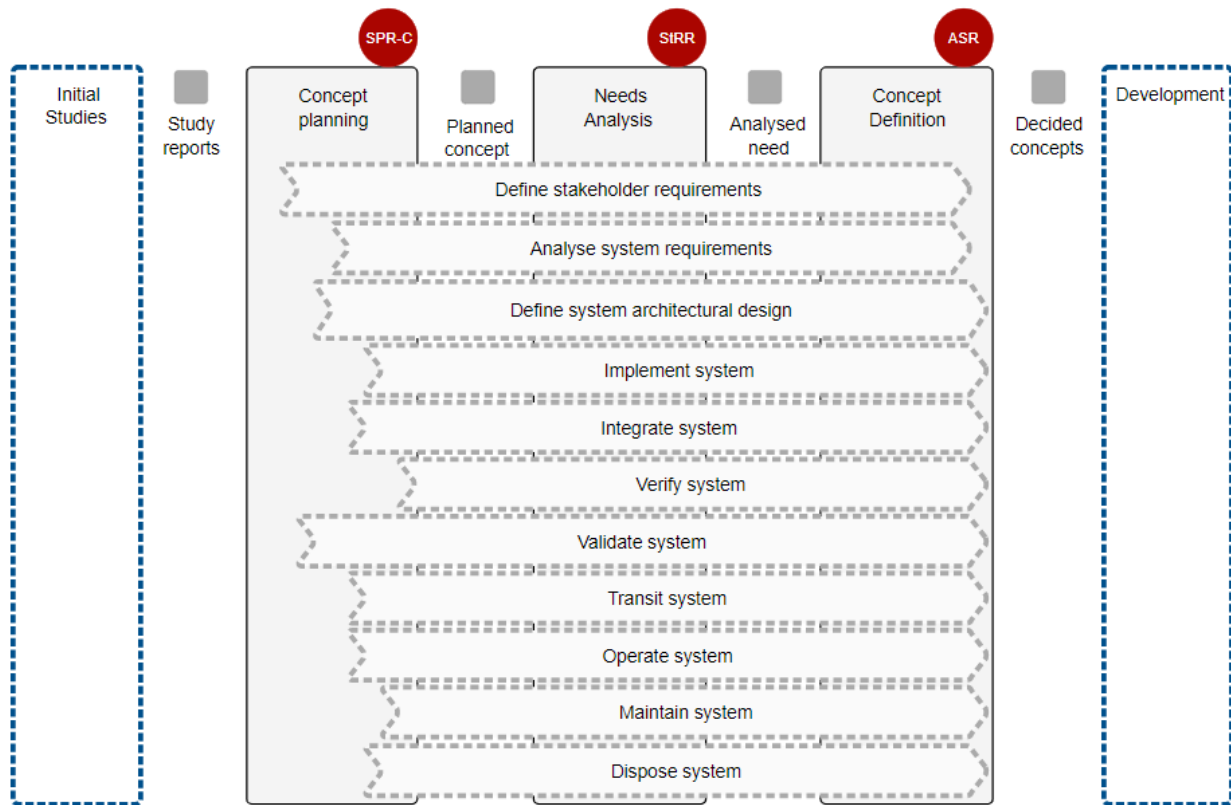 SPR-C
StRR
ASR
Initial
Studies
Study
reports
Concept
planning
Planned
concept
Needs
Analysis
Analysed
need
Concept
Definition
Decided
concepts
Development
Define stakeholder requirements
Analyse system requirements
Define system architectural design
Implement system
Integrate system
Verify system
Validate system
Transit system
Operate system
Maintain system
Dispose system